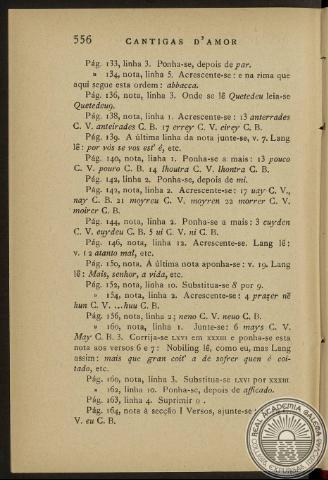 556 CANTIGAS D'AMOR
Pág. 133, linha 3. Ponha-se, depois de par.
» 134, nota, linha 5. Acrescente-se: e na rima que
aqui segue esta ordem: abbacca.
Pág. 136, nota, linha 3. Onde se lê Quetedeu leia-se
Quetedeug.
Pág. 138, nota, linha 1. Acrescente-se: 13 anterrades
C. V. anteirades C. B. 17 errey C. V. eirey C. B.
Pág. 139. A última linha da nota junte-se, v. 7. Lang
lê: por vós se vos est' é, etc.
Pág. 140, nota, linha 1. Ponha-se a mais: 13 pouco
C. V. pouro C. B. 14 lhoutra C. V. lhontra C. B.
Pág. 142, linha 2. Ponha-se, depois de mi.
Pág. 142, nota, linha 2. Acrescente-se: 17 uay C. V.,
nay C. B. 21 moyreu C. V. moyren 22 morrer C. V.
moirer C. B.
Pág. 144, nota, linha 2. Ponha-se a mais: 3 cuyden
C. V. euydeu C. B. 5 ui C. V. ni C. B.
Pág. 146, nota, linha 12. Acrescente-se. Lang lê:
v. 12 atanto mal, etc.
Pág. 150, nota. A última nota aponha-se: v. 19. Lang
lê: Mais, senhor, a vida, etc.
Pág. 152, nota, linha 10. Substitua-se 8 por 9.
» 154, nota, linha 2. Acrescente-se: 4 prazer nẽ
hun C. V. ...huu C. B.
Pág. 156, nota, linha 2; neno C. V. neuo C. B.
» 160, nota, linha 1. Junte-se: 6 mays C. V.
May C. B. 3. Corrija-se LXVI em XXXIII e ponha-se esta
nota aos versos 6 e 7: Nobiling lê, como eu, mas Lang
assim: mais que gran coit' a de sofrer quen é coi-
tado, etc.
Pág. 160, nota, linha 3. Substitua-se LXVI por XXXIII.
» 162, linha 10. Ponha-se, depois de afficado.
Pág. 163, linha 4. Suprimir 9.
Pág. 164, nota à secção I Versos, ajunte-se
V. eu C. B.
REAL ACADEMIA GALEGA